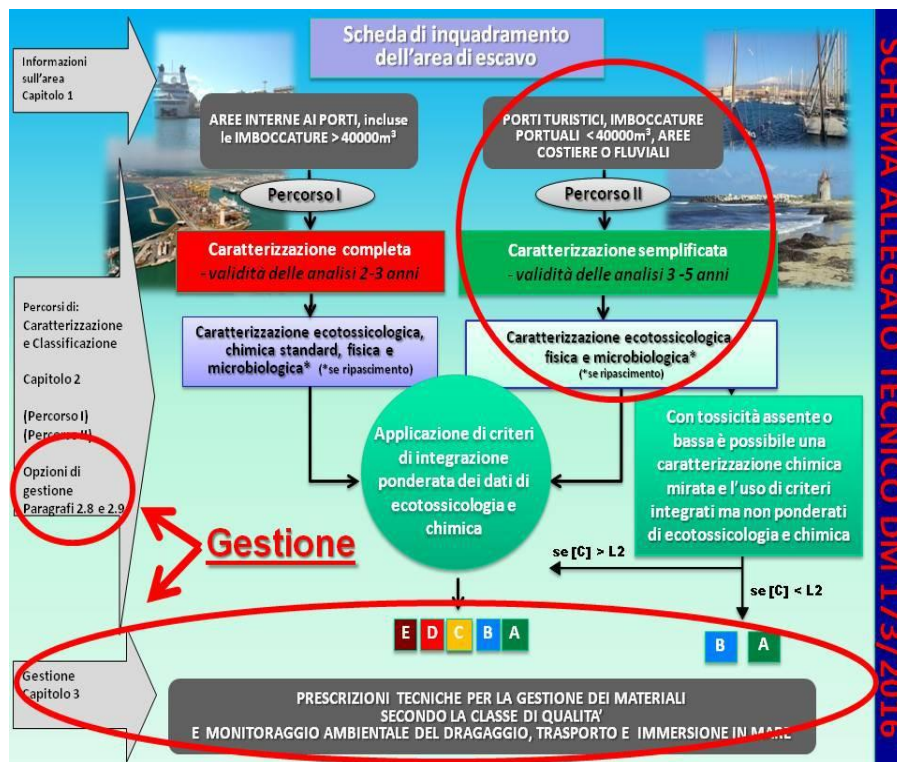 Scheda di inquadramento
dell'area di escavo
Informazioni
sull'area
Capitolo 1
AREE INTERNE AI PORTI, incluse
le IMBOCCATURE > 40000m³
PORTI TURISTICI, IMBOCCATURE
PORTUALI < 40000m³, AREE
COSTIERE O FLUVIALI
Percorso I
Percorso II
Caratterizzazione completa
- validità delle analisi 2-3 anni
Caratterizzazione semplificata
- validità delle analisi 3 -5 anni
Percorsi di:
Caratterizzazione
e Classificazione
Capitolo 2
(Percorso I)
(Percorso II)
Opzioni di
gestione
Paragrafi 2.8 e 2.9
Caratterizzazione ecotossicologica,
chimica standard, fisica e
microbiologica* (*se ripascimento)
Caratterizzazione ecotossicologica
fisica e microbiologica*
(*se ripascimento)
Applicazione di criteri
di integrazione
ponderata dei dati di
ecotossicologia e
chimica
Con tossicità assente o
bassa è possibile una
caratterizzazione chimica
mirata e l'uso di criteri
integrati ma non ponderati
di ecotossicologia e chimica
Gestione
se [C] > L2
se [C] < L2
E D C B A
B A
Gestione
Capitolo 3
PRESCRIZIONI TECNICHE PER LA GESTIONE DEI MATERIALI
SECONDO LA CLASSE DI QUALITA'
E MONITORAGGIO AMBIENTALE DEL DRAGAGGIO, TRASPORTO E IMMERSIONE IN MARE
SCHEMA ALLEGATO TECNICO DM 173/2016